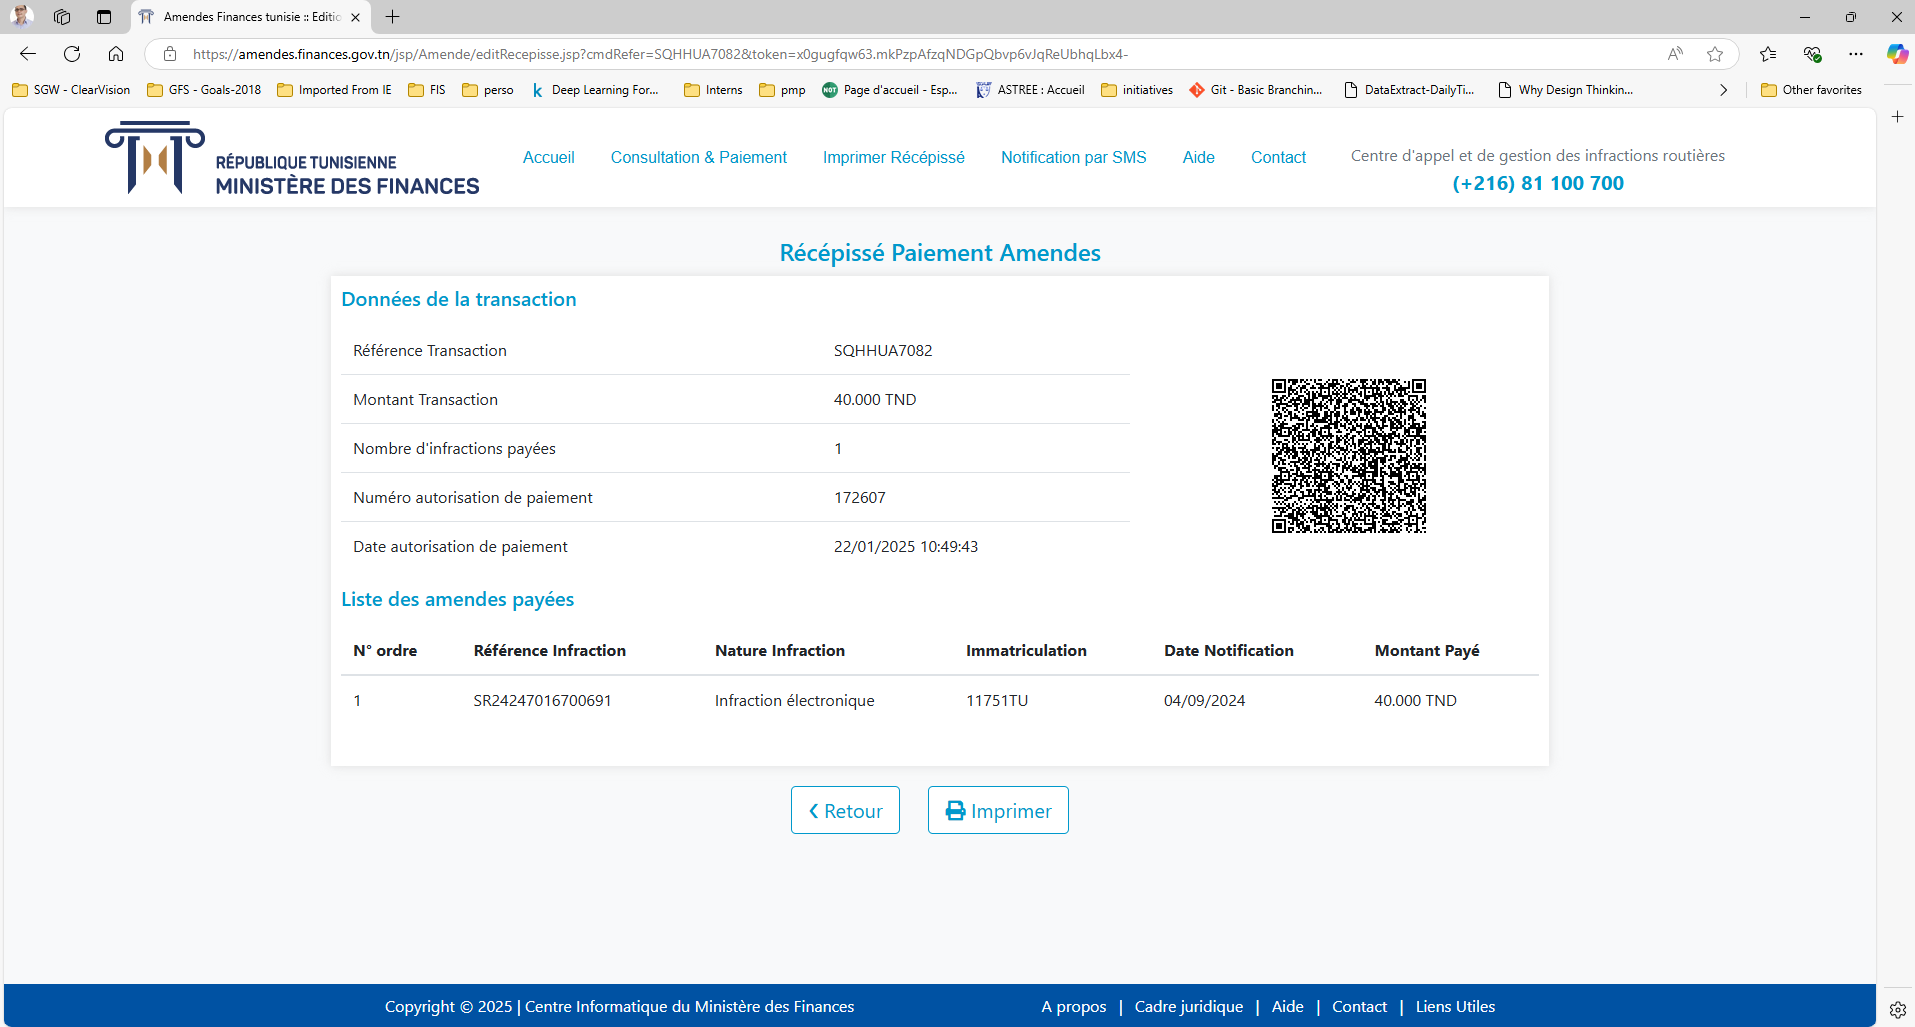 Amendes Finances tunisie :: Editio
https://amendes.finances.gov.tn/jsp/Amende/editRecepisse.jsp?cmdRefer=SQHHUA7082&token=x0gugfqw63.mkPzpAfzqNDGpQbvp6vJqReUbhqLbx4-
SGW - ClearVision GFS - Goals-2018 Imported From IE FIS perso Deep Learning For... Interns pmp Page d'accueil - Esp... ASTREE : Accueil initiatives Git - Basic Branchin... DataExtract-DailyTi... Why Design Thinkin... Other favorites
RÉPUBLIQUE TUNISIENNE
MINISTÈRE DES FINANCES
Accueil Consultation & Paiement Imprimer Récépissé Notification par SMS Aide Contact
Centre d'appel et de gestion des infractions routières
(+216) 81 100 700
Récépissé Paiement Amendes
Données de la transaction
Référence Transaction SQHHUA7082
Montant Transaction 40.000 TND
Nombre d'infractions payées 1
Numéro autorisation de paiement 172607
Date autorisation de paiement 22/01/2025 10:49:43
Liste des amendes payées
N° ordre Référence Infraction Nature Infraction Immatriculation Date Notification Montant Payé
1 SR24247016700691 Infraction électronique 11751TU 04/09/2024 40.000 TND
Retour Imprimer
Copyright © 2025 | Centre Informatique du Ministère des Finances A propos | Cadre juridique | Aide | Contact | Liens Utiles